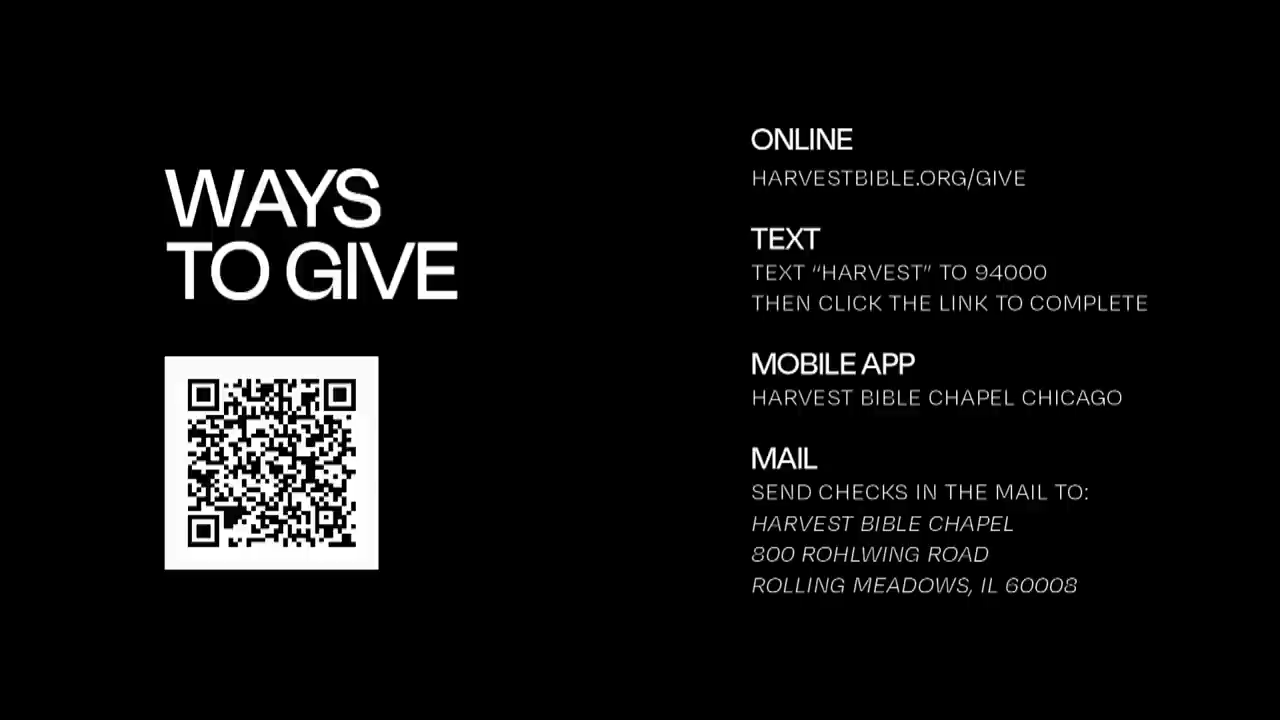 WAYS
TO GIVE
ONLINE
HARVESTBIBLE.ORG/GIVE
TEXT
TEXT “HARVEST” TO 94000
THEN CLICK THE LINK TO COMPLETE
MOBILE APP
HARVEST BIBLE CHAPEL CHICAGO
MAIL
SEND CHECKS IN THE MAIL TO:
HARVEST BIBLE CHAPEL
800 ROHLWING ROAD
ROLLING MEADOWS, IL 60008